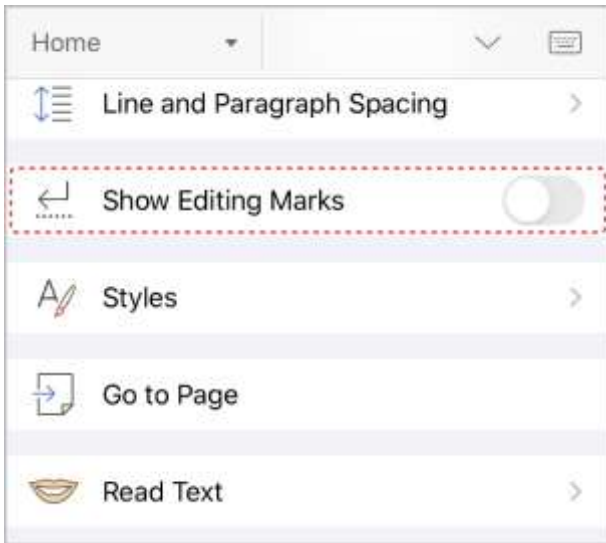 Home
Line and Paragraph Spacing
Show Editing Marks
Styles
Go to Page
Read Text